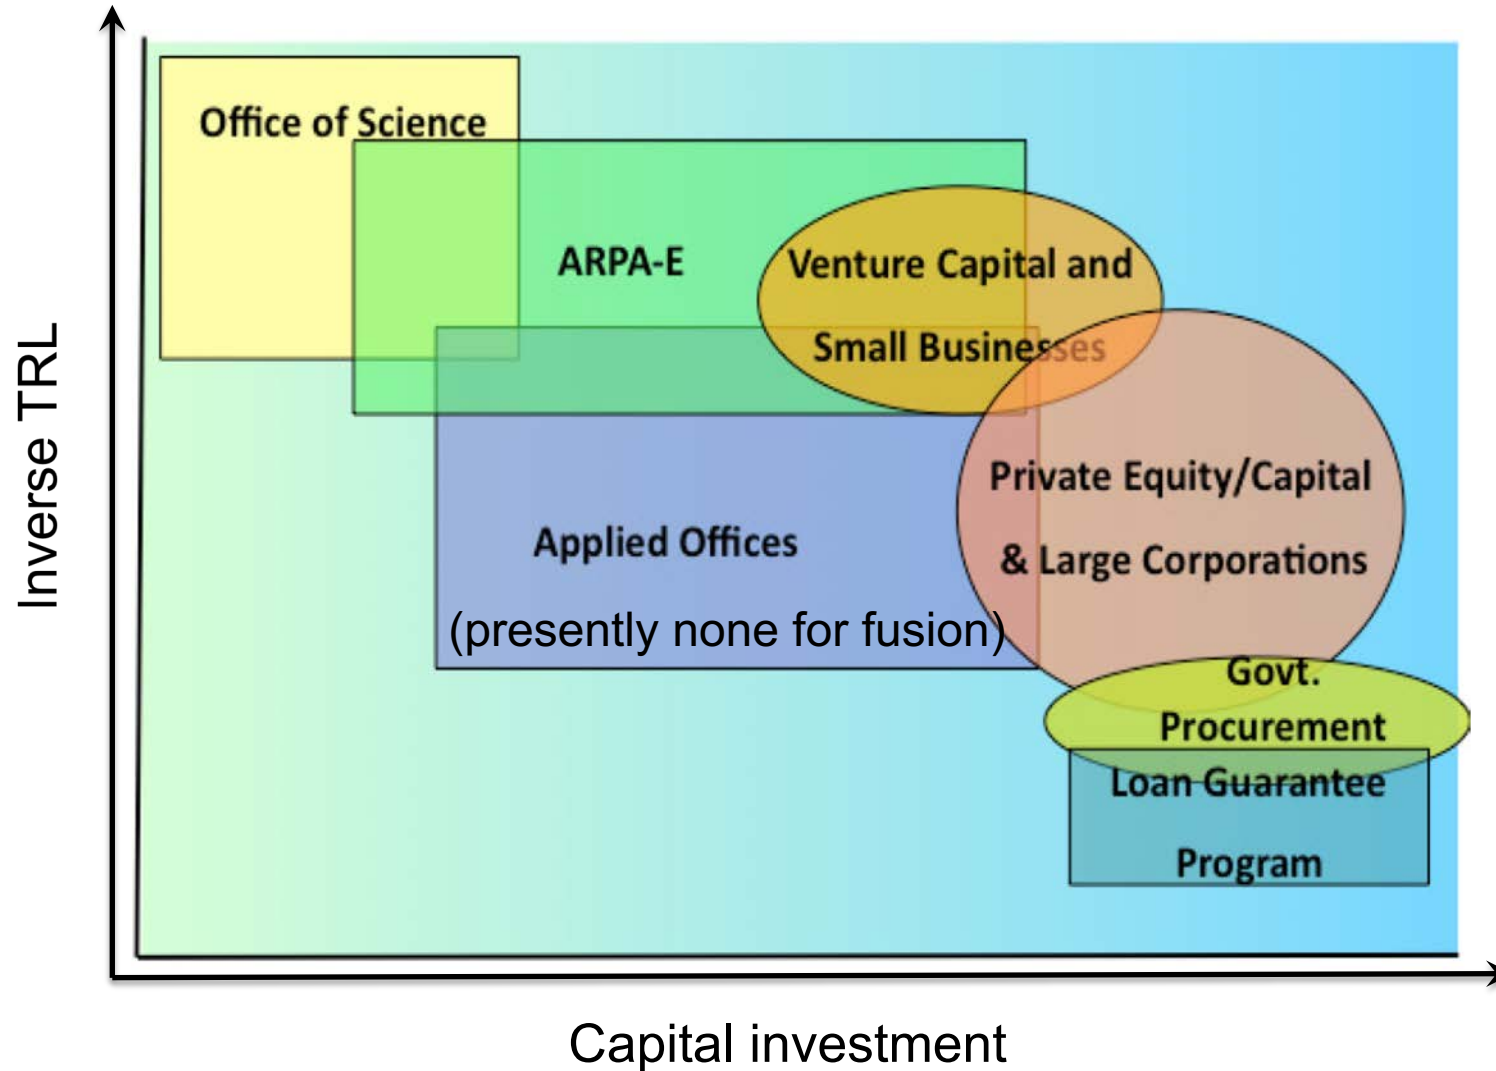 Office of Science
ARPA-E
Venture Capital and
Small Businesses
Private Equity/Capital
& Large Corporations
Applied Offices
(presently none for fusion)
Govt.
Procurement
Loan Guarantee
Program
Inverse TRL
Capital investment